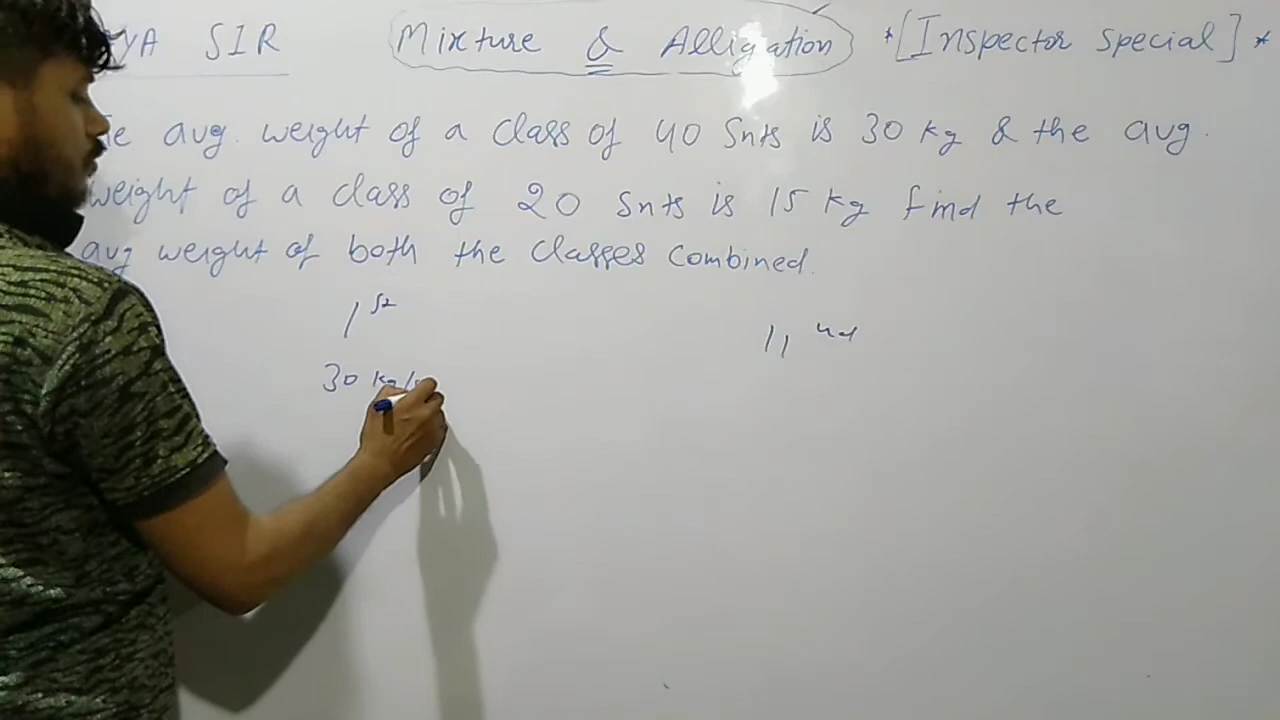 YA SIR Mixture & Alligation *[Inspector special]*
avg. weight of a class of 40 Snts is 30 kg & the avg.
weight of a class of 20 Snts is 15 kg find the
avg weight of both the classes combined.
1st
11nd
30 kg/s